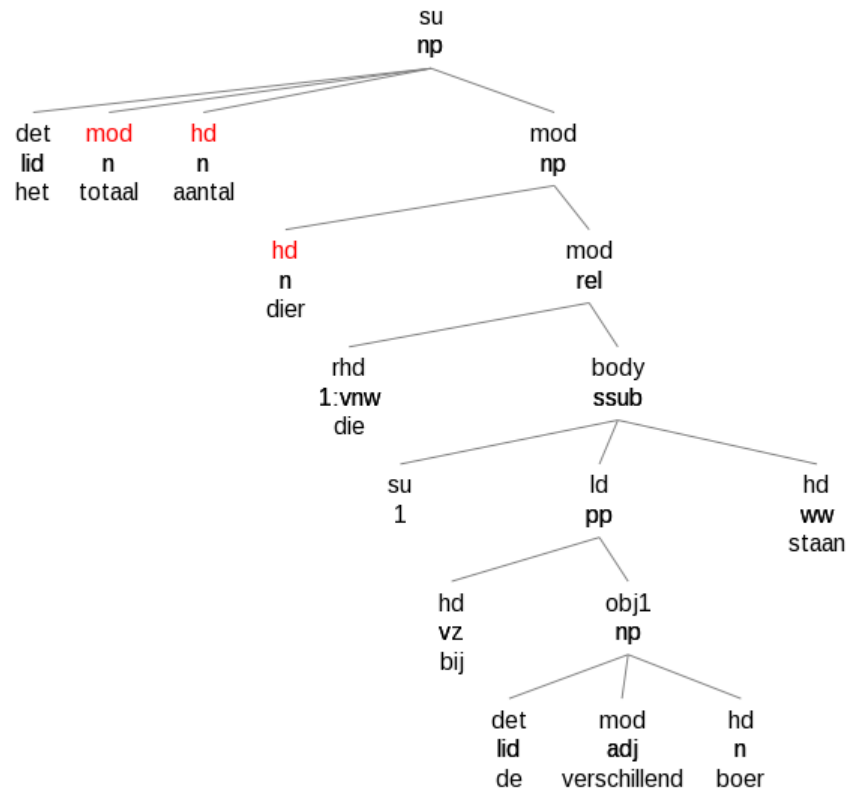 su
np
det mod hd mod
lid n n np
het totaal aantal
hd mod
n rel
dier
rhd body
1:vnw ssub
die
su ld hd
1 pp ww
staan
hd obj1
vz np
bij
det mod hd
lid adj n
de verschillend boer